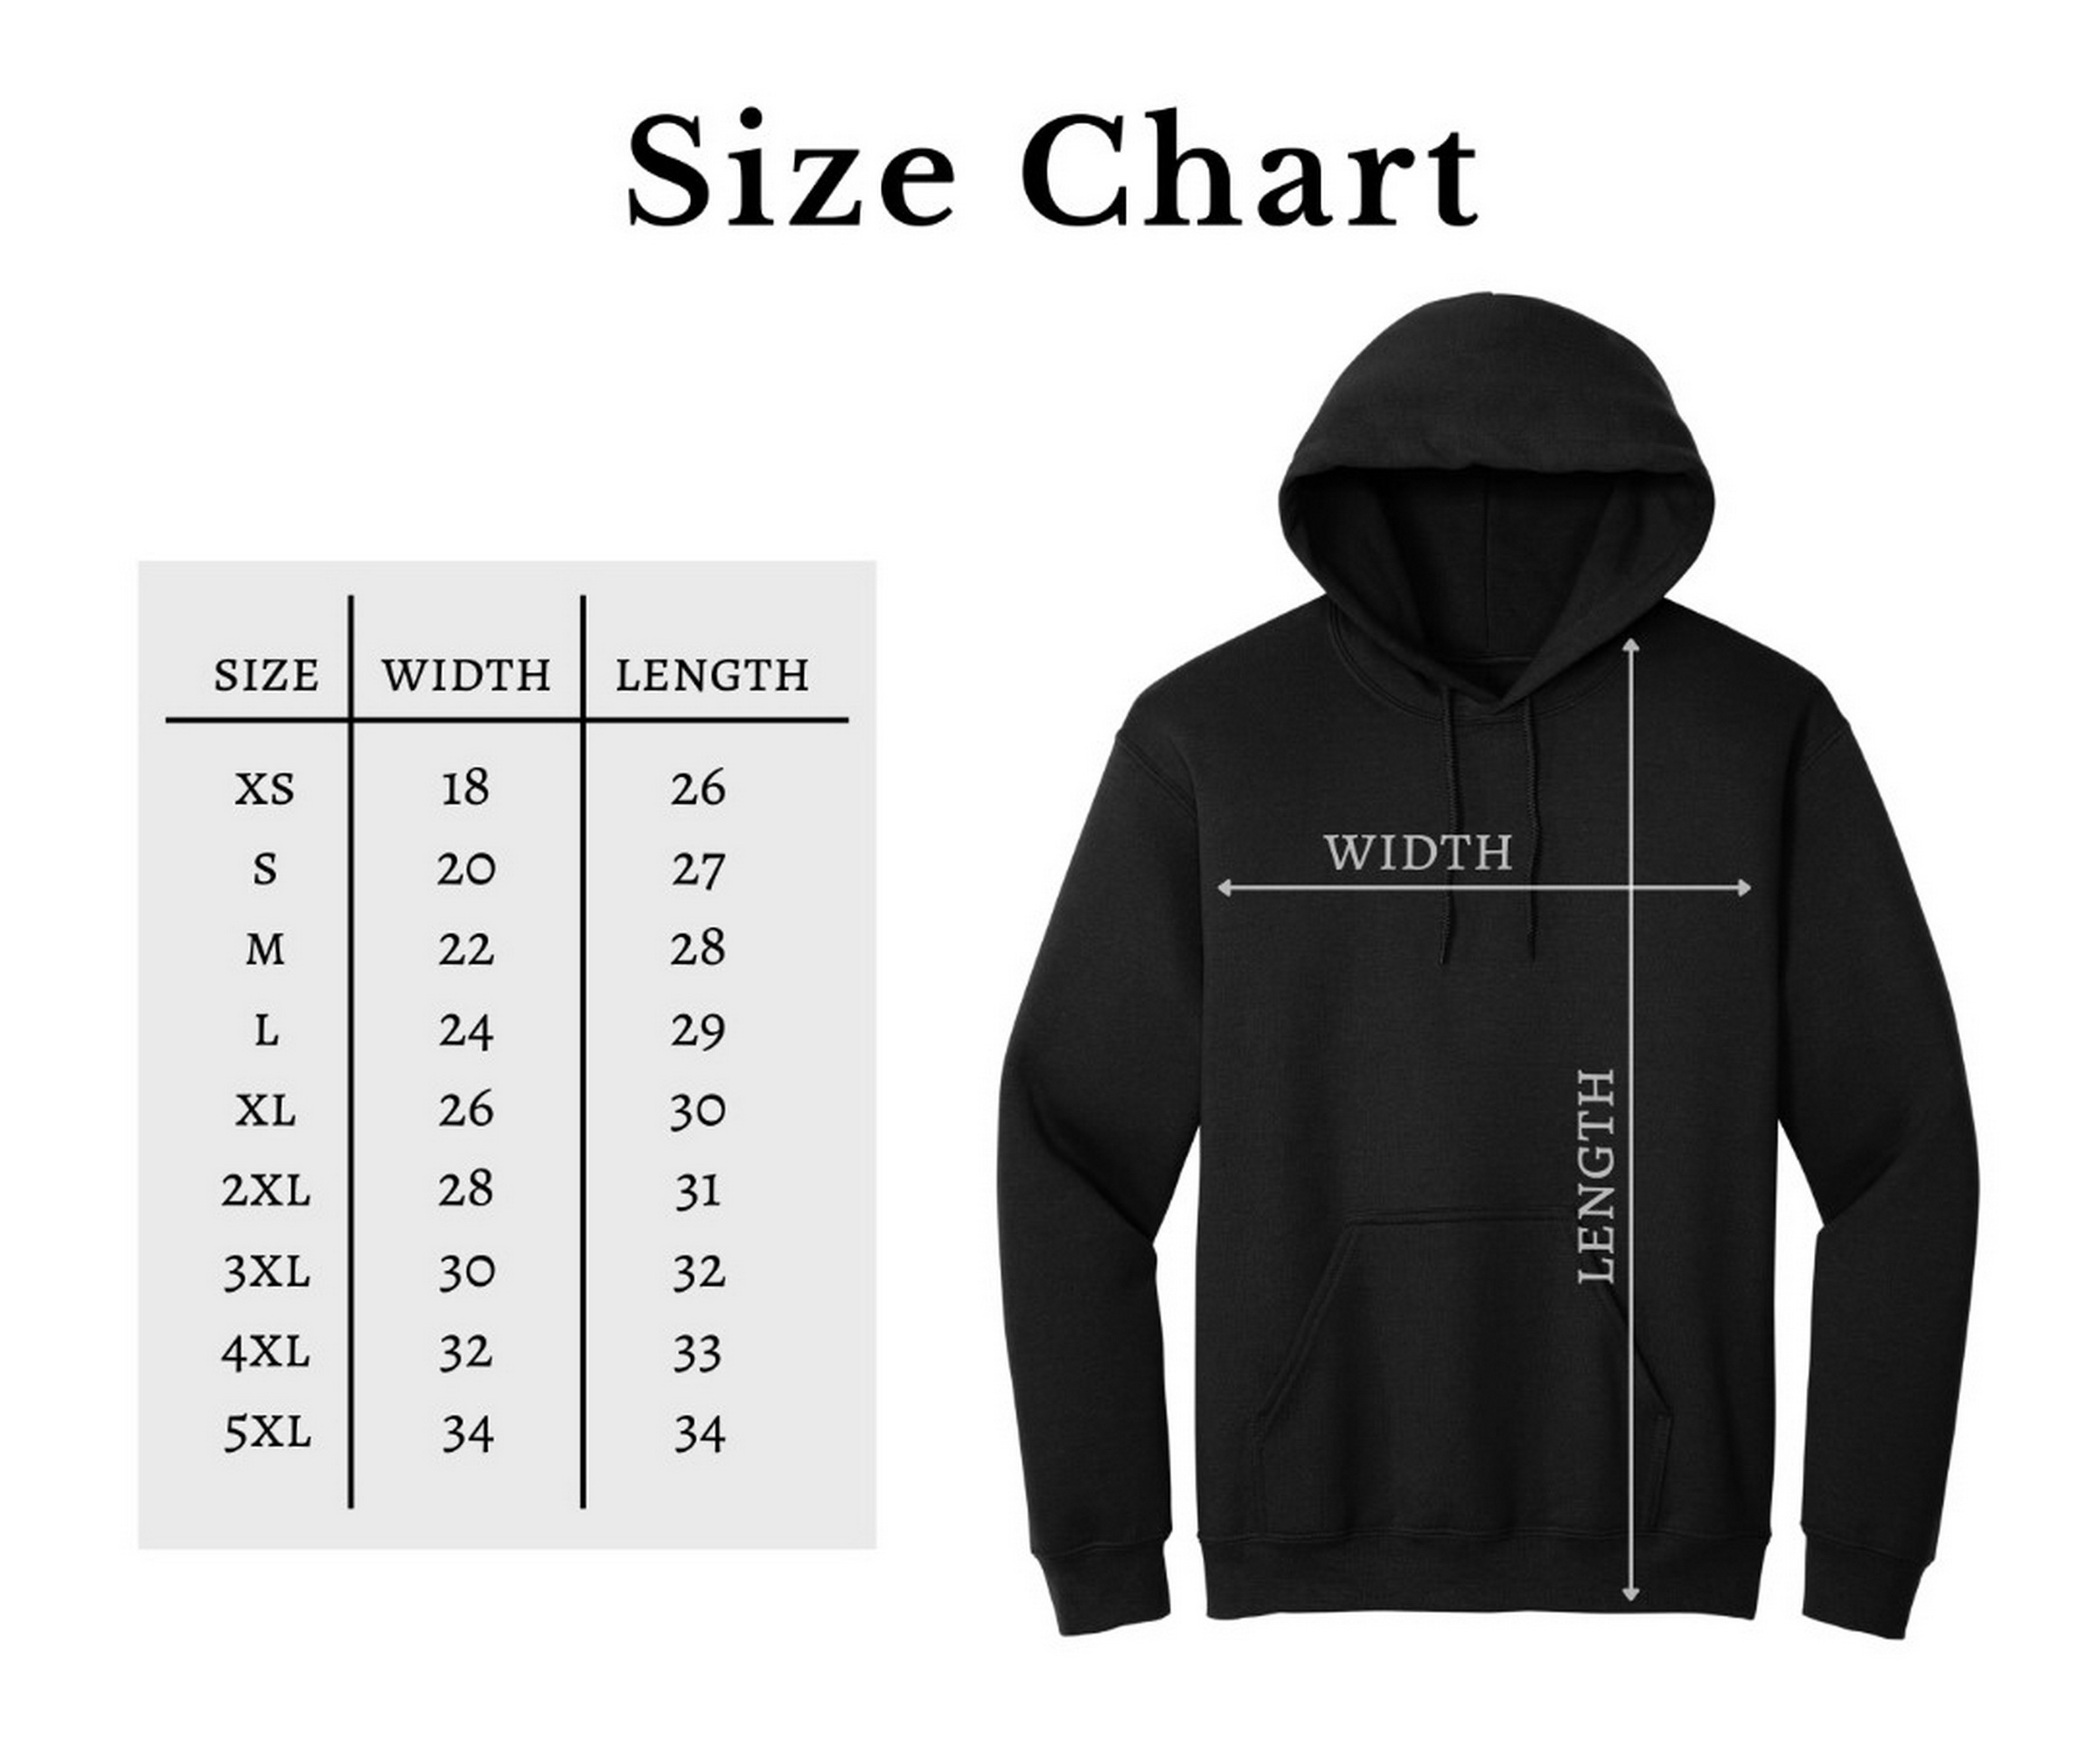 Size Chart
SIZE WIDTH LENGTH
XS 18 26
S 20 27
M 22 28
L 24 29
XL 26 30
2XL 28 31
3XL 30 32
4XL 32 33
5XL 34 34
WIDTH
LENGTH